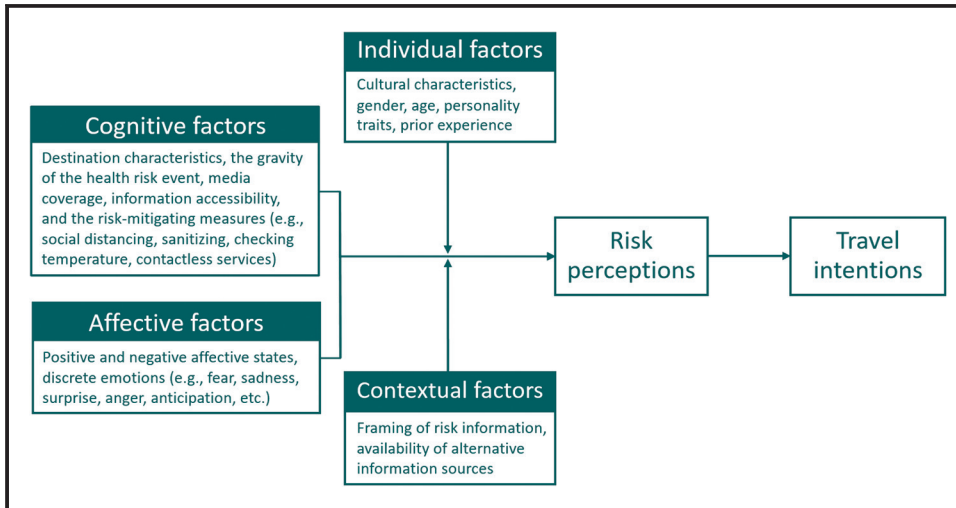 Individual factors
Cultural characteristics,
gender, age, personality
traits, prior experience
Cognitive factors
Destination characteristics, the gravity
of the health risk event, media
coverage, information accessibility,
and the risk-mitigating measures (e.g.,
social distancing, sanitizing, checking
temperature, contactless services)
Risk
perceptions
Travel
intentions
Affective factors
Positive and negative affective states,
discrete emotions (e.g., fear, sadness,
surprise, anger, anticipation, etc.)
Contextual factors
Framing of risk information,
availability of alternative
information sources